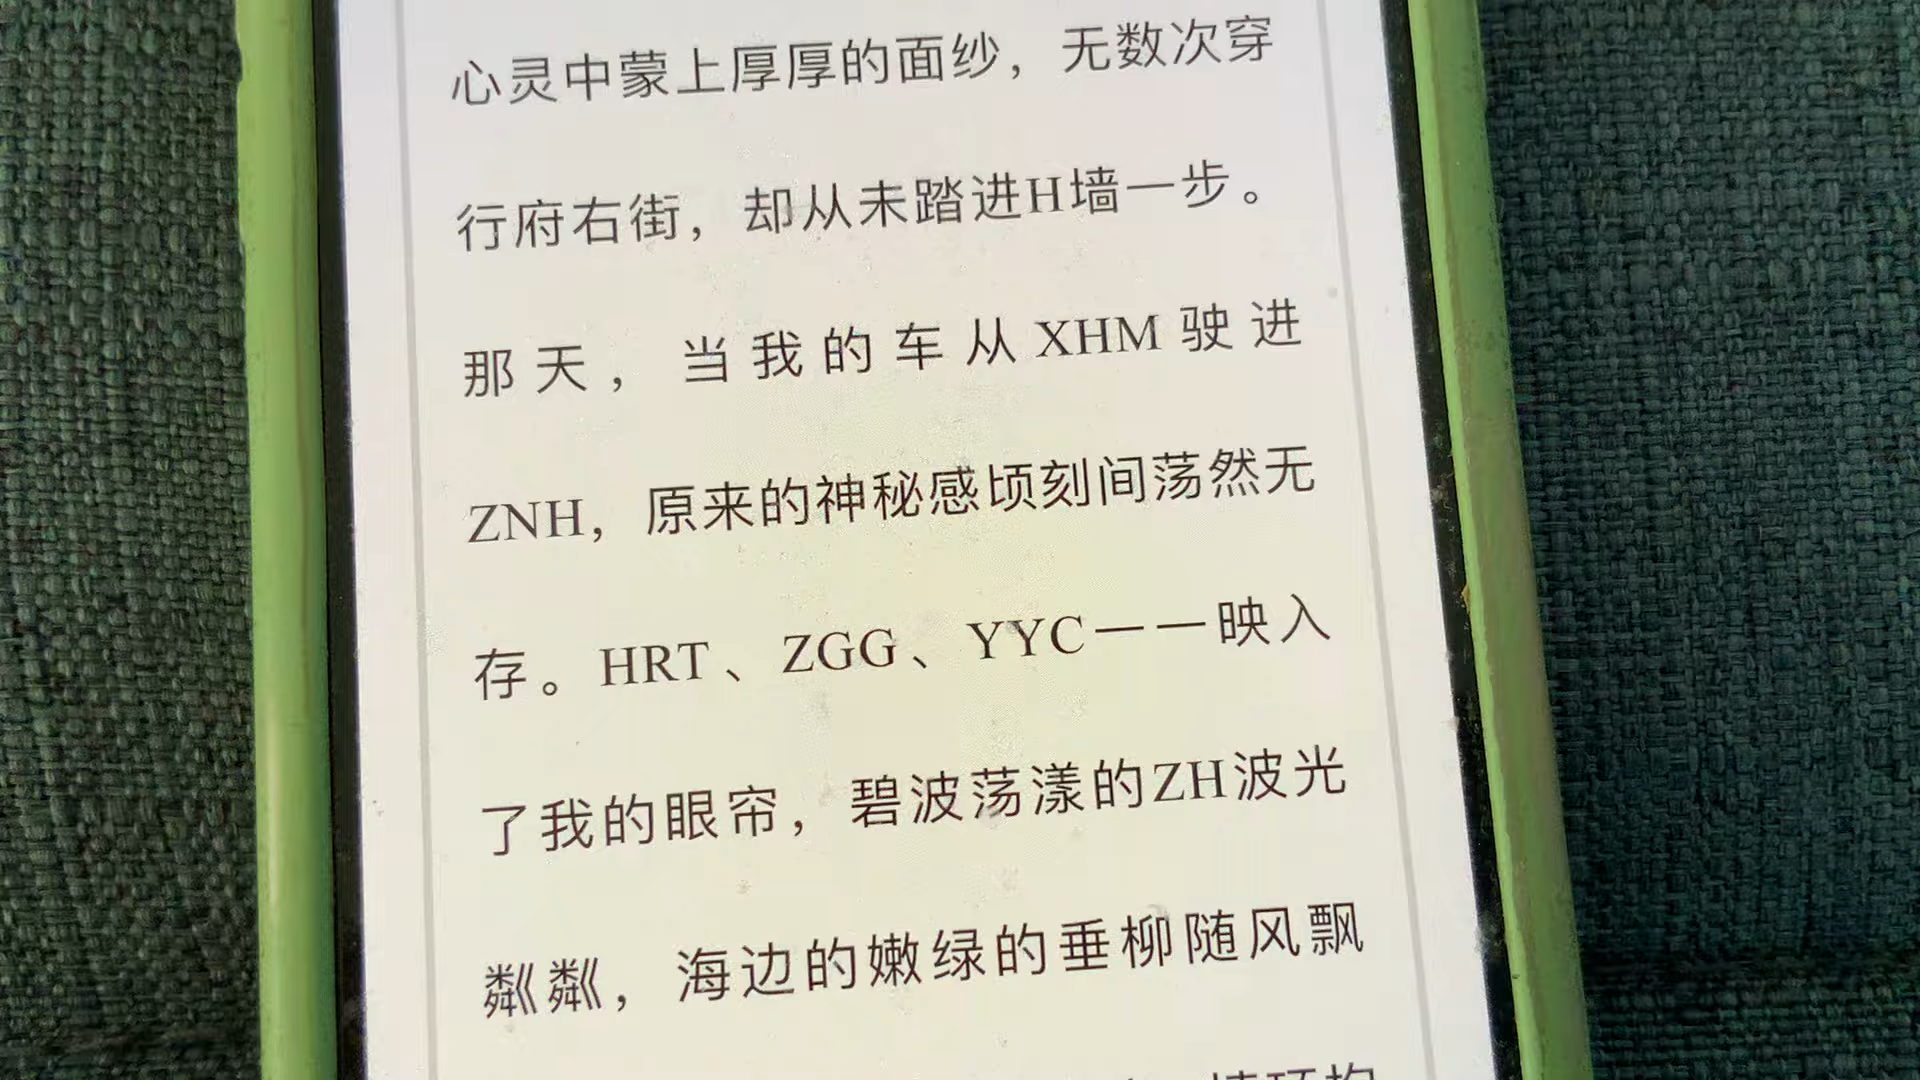 心灵中蒙上厚厚的面纱，无数次穿
行府右街，却从未踏进H墙一步。
那天，当我的车从XHM驶进
ZNH，原来的神秘感顷刻间荡然无
存。HRT、ZGG、YYC一一映入
了我的眼帘，碧波荡漾的ZH波光
粼粼，海边的嫩绿的垂柳随风飘